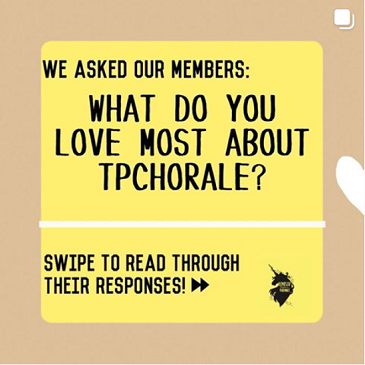 WE ASKED OUR MEMBERS:
WHAT DO YOU
LOVE MOST ABOUT
TPCHORALE?
SWIPE TO READ THROUGH
THEIR RESPONSES!